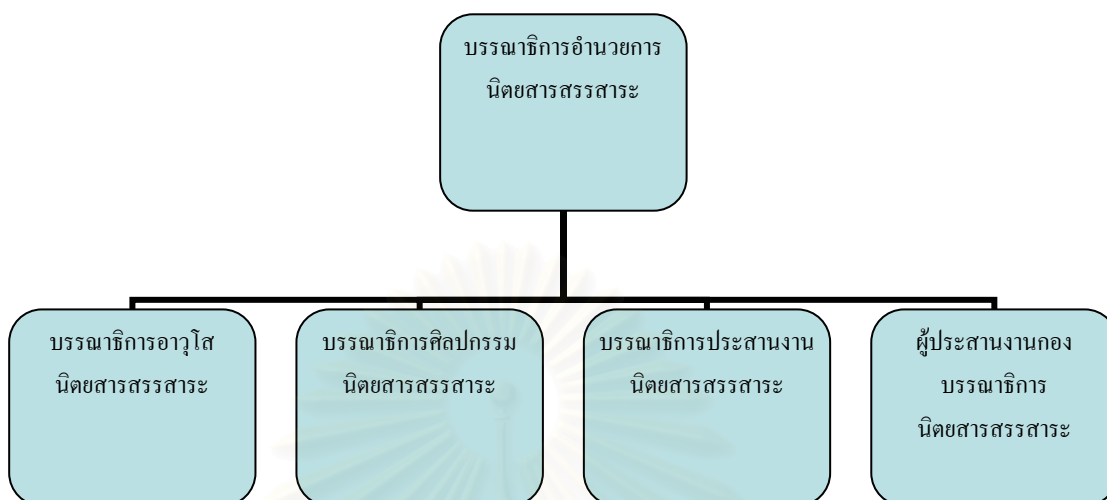 บรรณาธิการอำนวยการ
นิตยสารสรรสาระ
บรรณาธิการอาวุโส
นิตยสารสรรสาระ
บรรณาธิการศิลปกรรม
นิตยสารสรรสาระ
บรรณาธิการประสานงาน
นิตยสารสรรสาระ
ผู้ประสานงานกอง
บรรณาธิการ
นิตยสารสรรสาระ